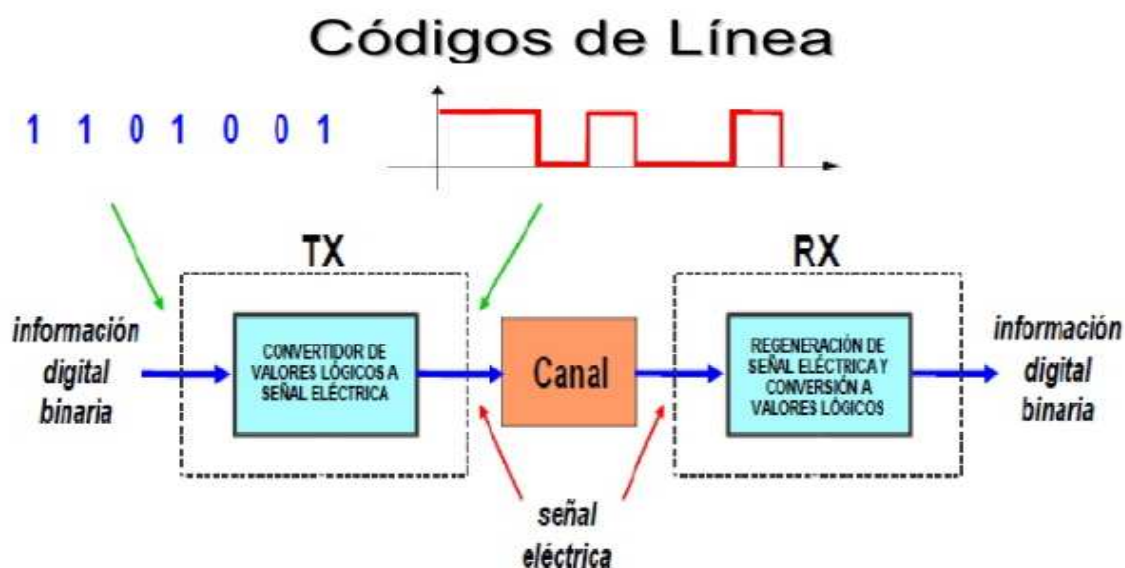 Códigos de Línea
1 1 0 1 0 0 1
TX
RX
información
digital
binaria
CONVERTIDOR DE
VALORES LÓGICOS A
SEÑAL ELÉCTRICA
Canal
REGENERACIÓN DE
SEÑAL ELÉCTRICA Y
CONVERSIÓN A
VALORES LÓGICOS
información
digital
binaria
señal
eléctrica